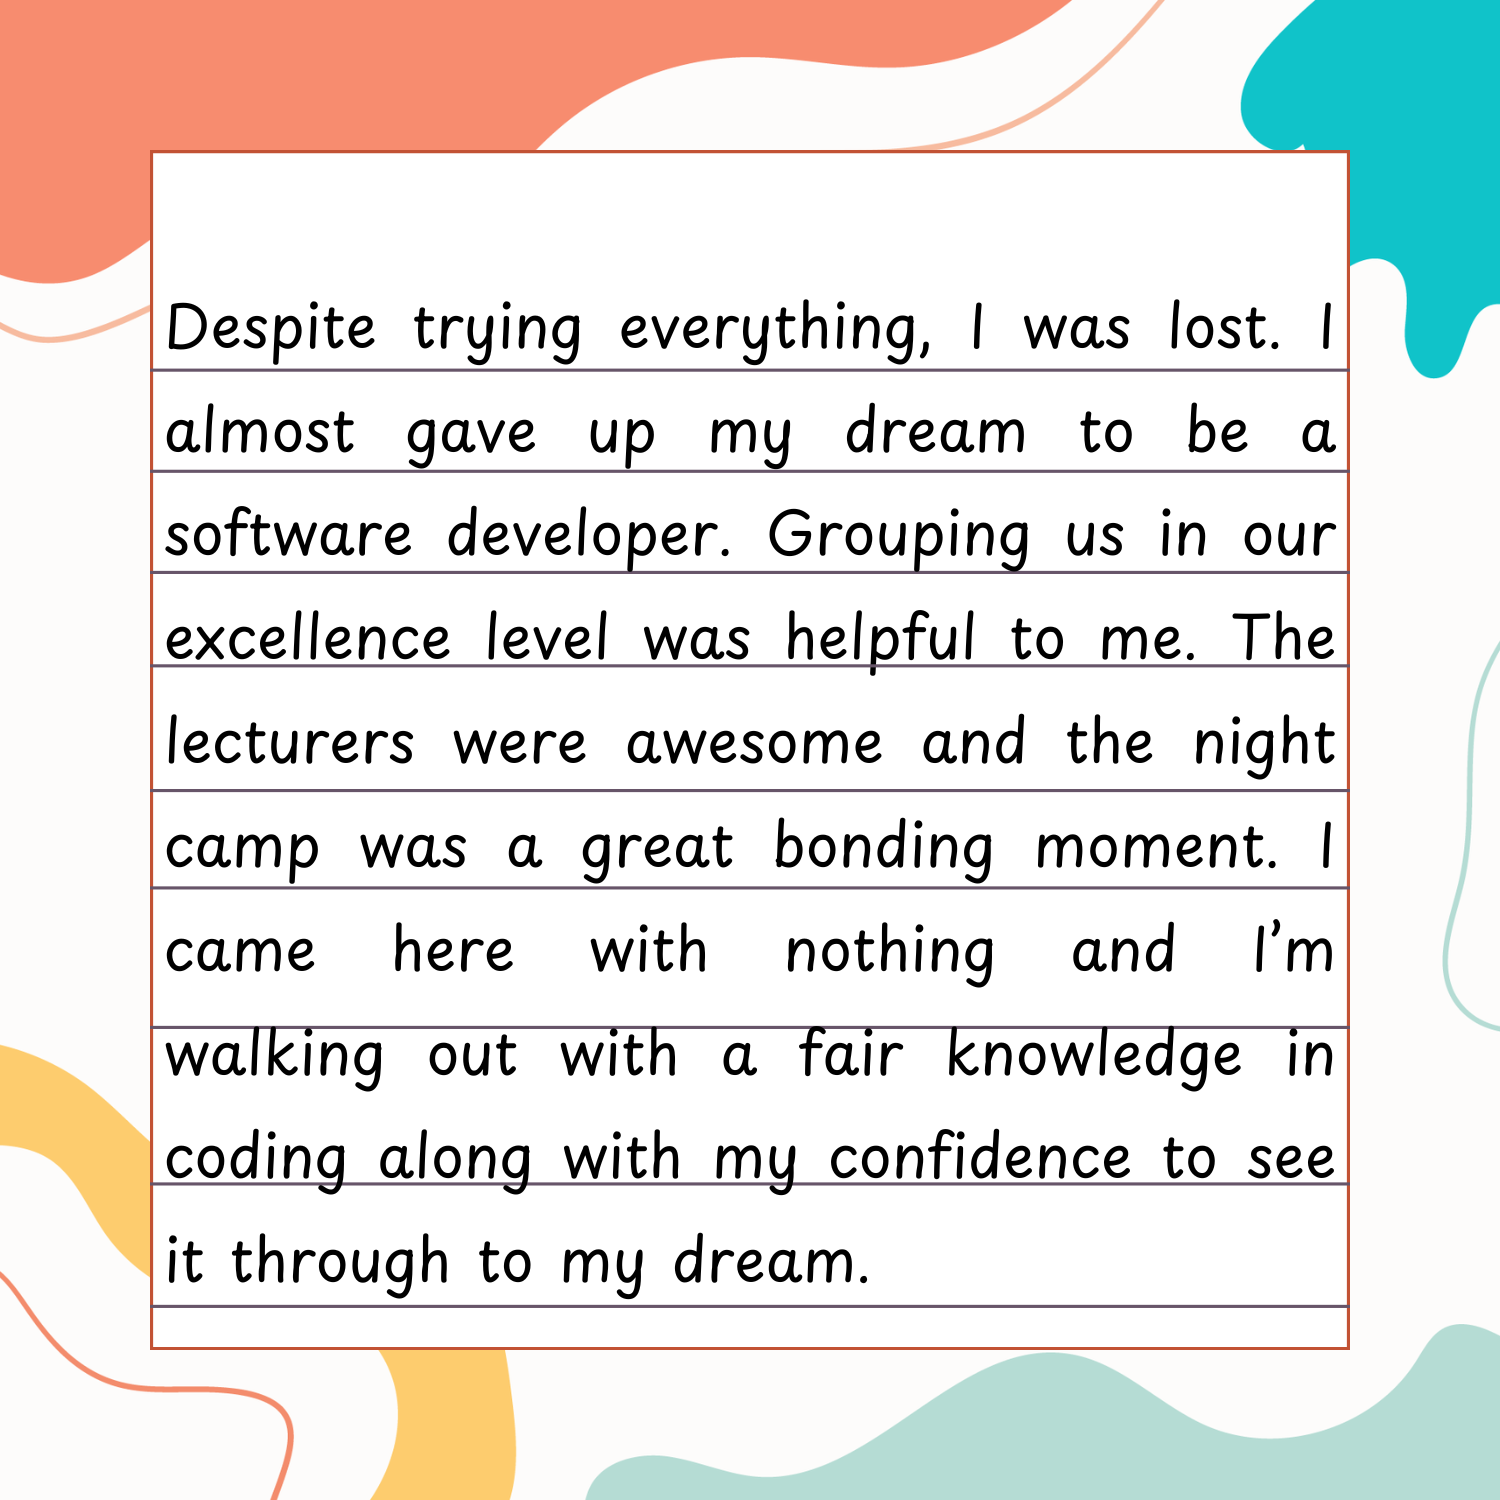 Despite trying everything, I was lost. I
almost gave up my dream to be a
software developer. Grouping us in our
excellence level was helpful to me. The
lecturers were awesome and the night
camp was a great bonding moment. I
came here with nothing and I’m
walking out with a fair knowledge in
coding along with my confidence to see
it through to my dream.